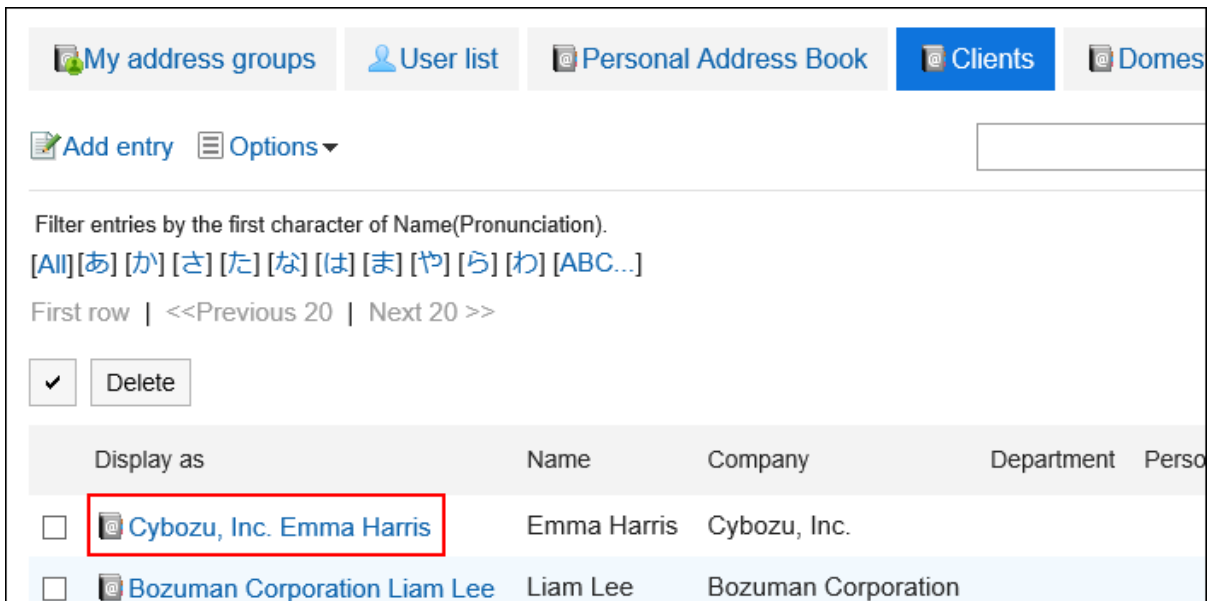 My address groups User list Personal Address Book Clients Domes
Add entry Options
Filter entries by the first character of Name(Pronunciation).
[All][あ] [か] [さ] [た] [な] [は] [ま] [や] [ら] [わ] [ABC...]
First row | <<Previous 20 | Next 20 >>
Delete
Display as Name Company Department Perso
Cybozu, Inc. Emma Harris Emma Harris Cybozu, Inc.
Bozuman Corporation Liam Lee Liam Lee Bozuman Corporation